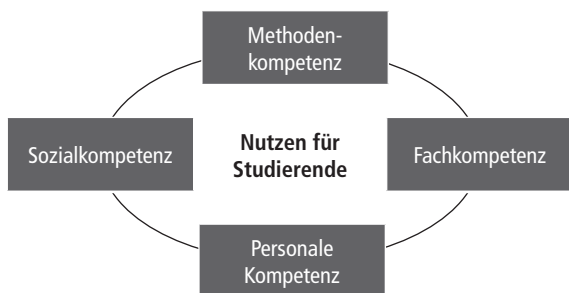 Methoden-
kompetenz
Sozialkompetenz
Nutzen für
Studierende
Fachkompetenz
Personale
Kompetenz